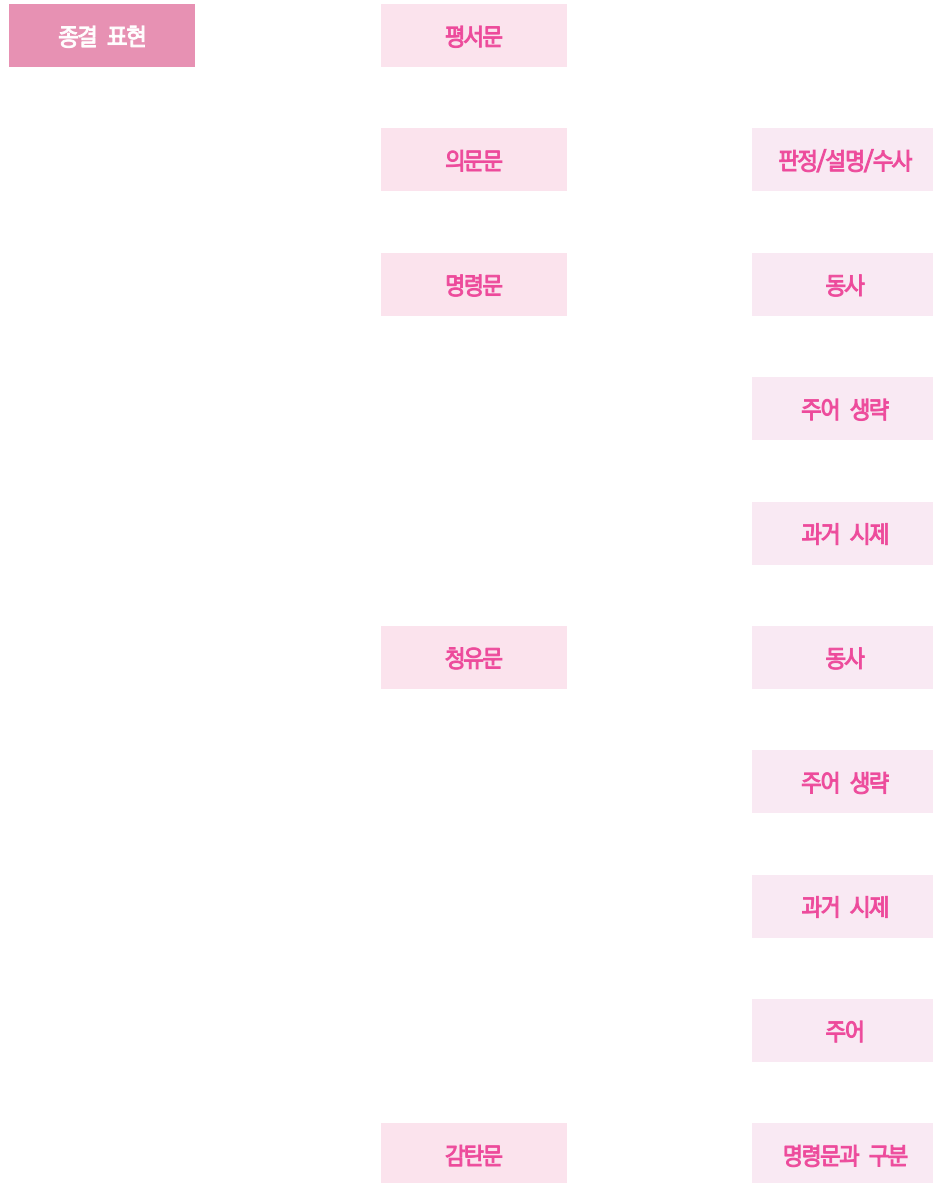 종결 표현
평서문
의문문
판정/설명/수사
명령문
동사
주어 생략
과거 시제
청유문
동사
주어 생략
과거 시제
주어
감탄문
명령문과 구분